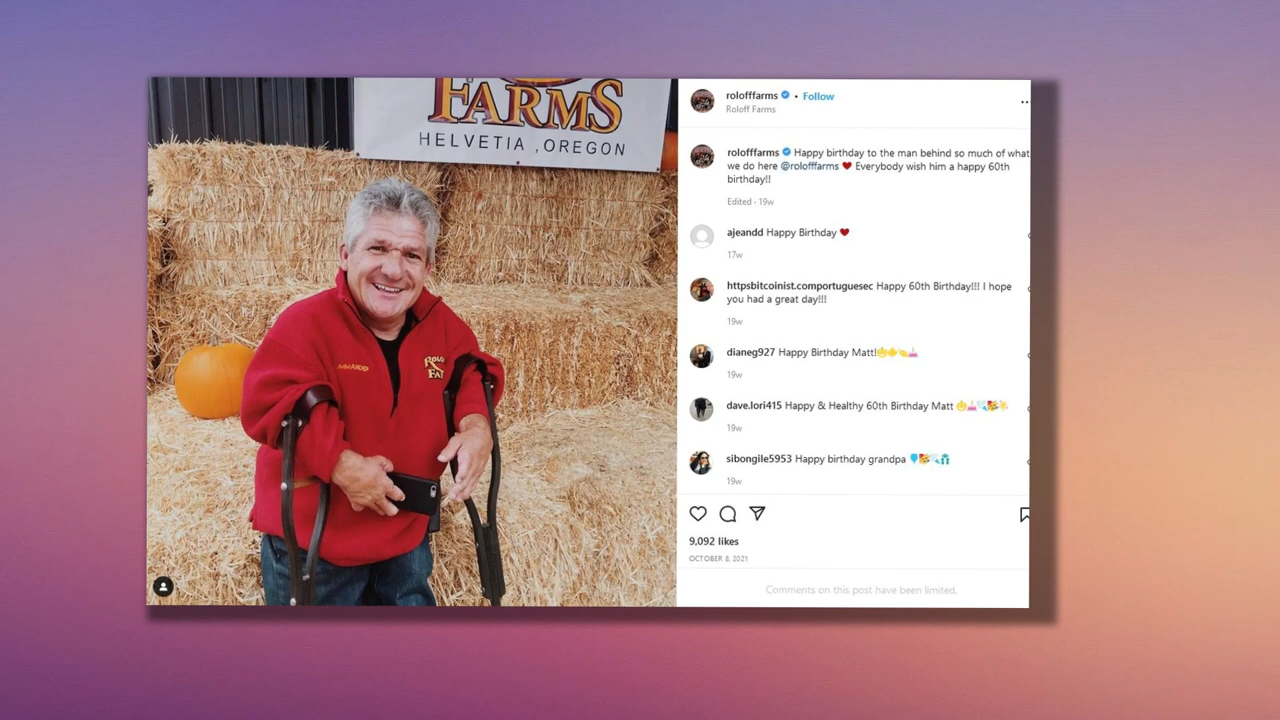 FARMS
HELVETIA ,OREGON
ROLOFF
FA
rolofffarms • Follow
Roloff Farms
rolofffarms Happy birthday to the man behind so much of what
we do here @rolofffarms ❤️ Everybody wish him a happy 60th
birthday!!
Edited · 19w
ajeandd Happy Birthday ❤️
17w
httpsbitcoinist.comportuguesec Happy 60th Birthday!!! I hope
you had a great day!!!
19w
dianeg927 Happy Birthday Matt!
19w
dave.lori415 Happy & Healthy 60th Birthday Matt
19w
sibongile5953 Happy birthday grandpa
19w
9,092 likes
OCTOBER 8, 2021
Comments on this post have been limited.